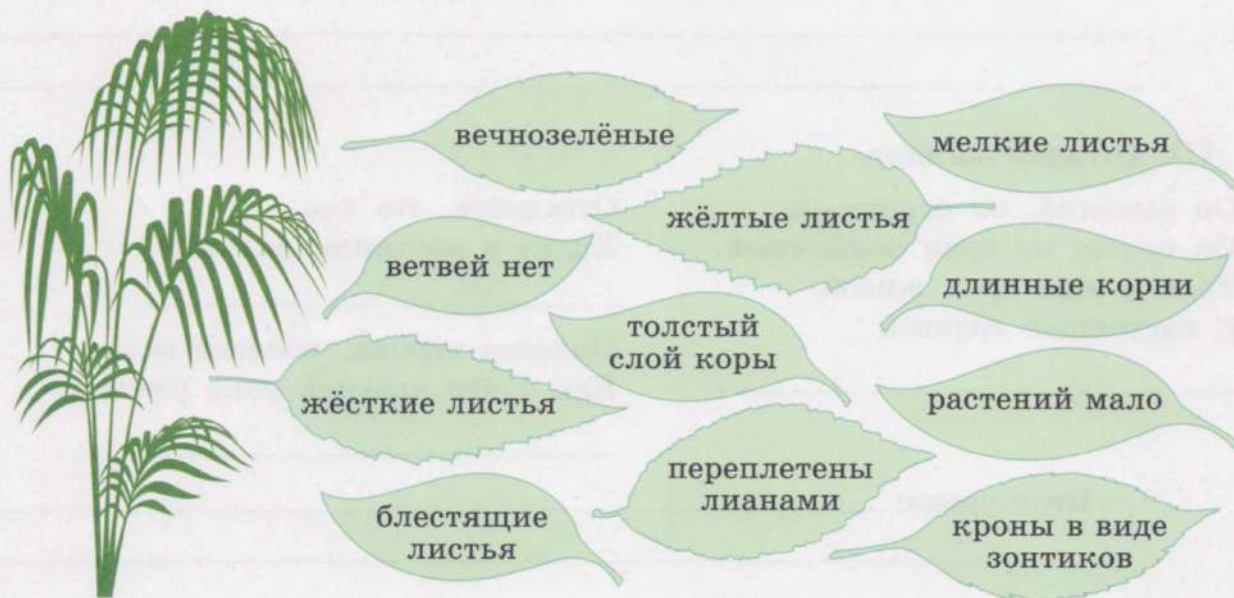 вечнозелёные
мелкие листья
жёлтые листья
ветвей нет
длинные корни
толстый
слой коры
жёсткие листья
растений мало
переплетены
лианами
блестящие
листья
кроны в виде
зонтиков